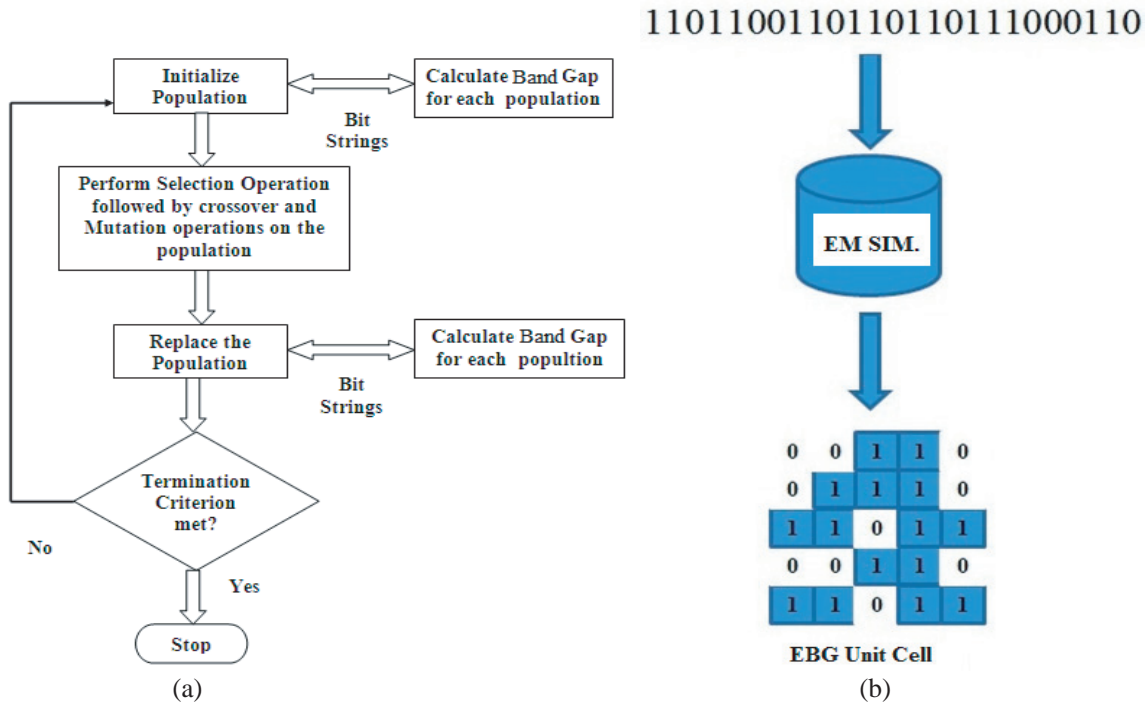 Initialize
Population
Calculate Band Gap
for each population
Bit
Strings
Perform Selection Operation
followed by crossover and
Mutation operations on the
population
Replace the
Population
Calculate Band Gap
for each popultion
Bit
Strings
Termination
Criterion
met?
No
Yes
Stop
(a)
1101100110110110111000110
EM SIM.
0 0 1 1 0
0 1 1 1 0
1 1 0 1 1
0 0 1 1 0
1 1 0 1 1
EBG Unit Cell
(b)